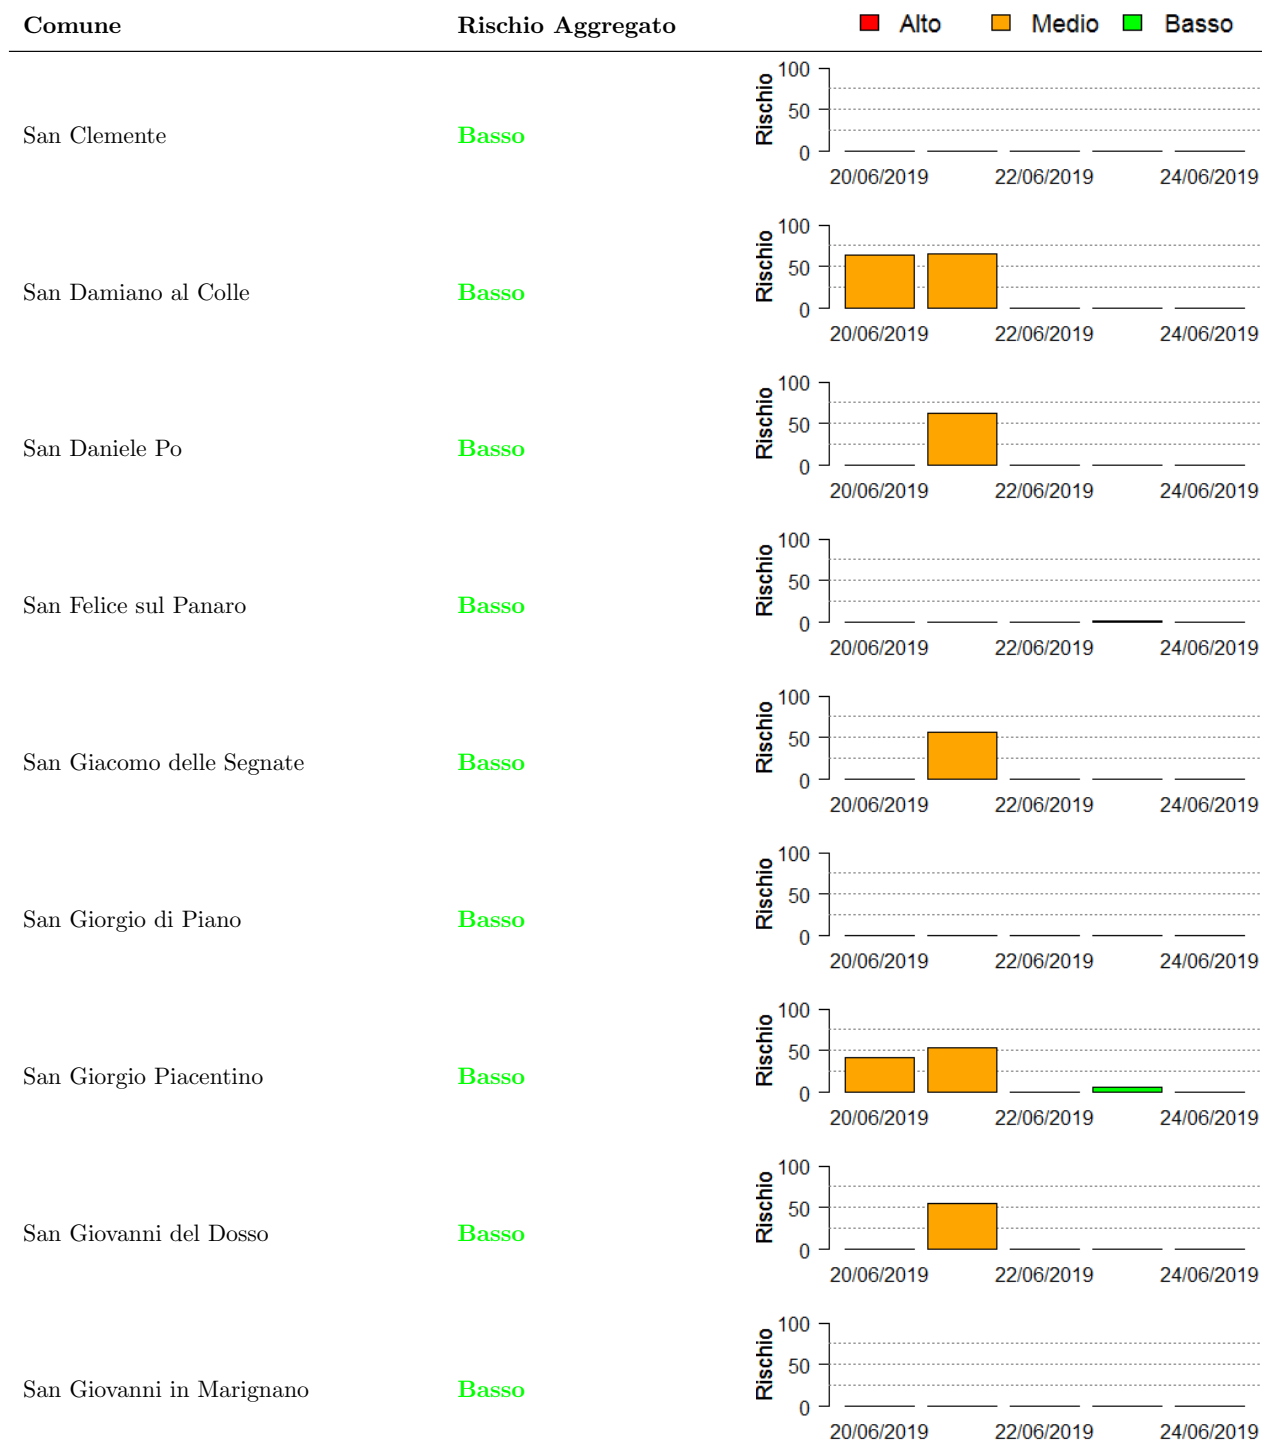 Comune Rischio Aggregato Alto Medio Basso
San Clemente Basso Rischio 100 50 0
20/06/2019 22/06/2019 24/06/2019
San Damiano al Colle Basso Rischio 100 50 0
20/06/2019 22/06/2019 24/06/2019
San Daniele Po Basso Rischio 100 50 0
20/06/2019 22/06/2019 24/06/2019
San Felice sul Panaro Basso Rischio 100 50 0
20/06/2019 22/06/2019 24/06/2019
San Giacomo delle Segnate Basso Rischio 100 50 0
20/06/2019 22/06/2019 24/06/2019
San Giorgio di Piano Basso Rischio 100 50 0
20/06/2019 22/06/2019 24/06/2019
San Giorgio Piacentino Basso Rischio 100 50 0
20/06/2019 22/06/2019 24/06/2019
San Giovanni del Dosso Basso Rischio 100 50 0
20/06/2019 22/06/2019 24/06/2019
San Giovanni in Marignano Basso Rischio 100 50 0
20/06/2019 22/06/2019 24/06/2019